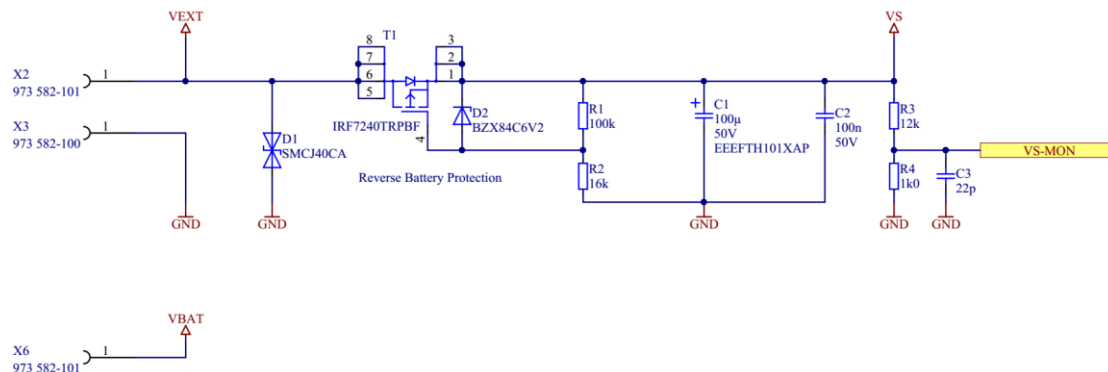 VEXT
VS
X2
973 582-101
1
8
7
6
5
T1
3
2
1
IRF7240TRPBF
4
D2
BZX84C6V2
R1
100k
C1
100µ
50V
EEEFTH101XAP
C2
100n
50V
R3
12k
X3
973 582-100
1
D1
SMCJ40CA
Reverse Battery Protection
R2
16k
R4
1k0
C3
22p
VS-MON
GND
GND
GND
GND
GND
VBAT
X6
973 582-101
1